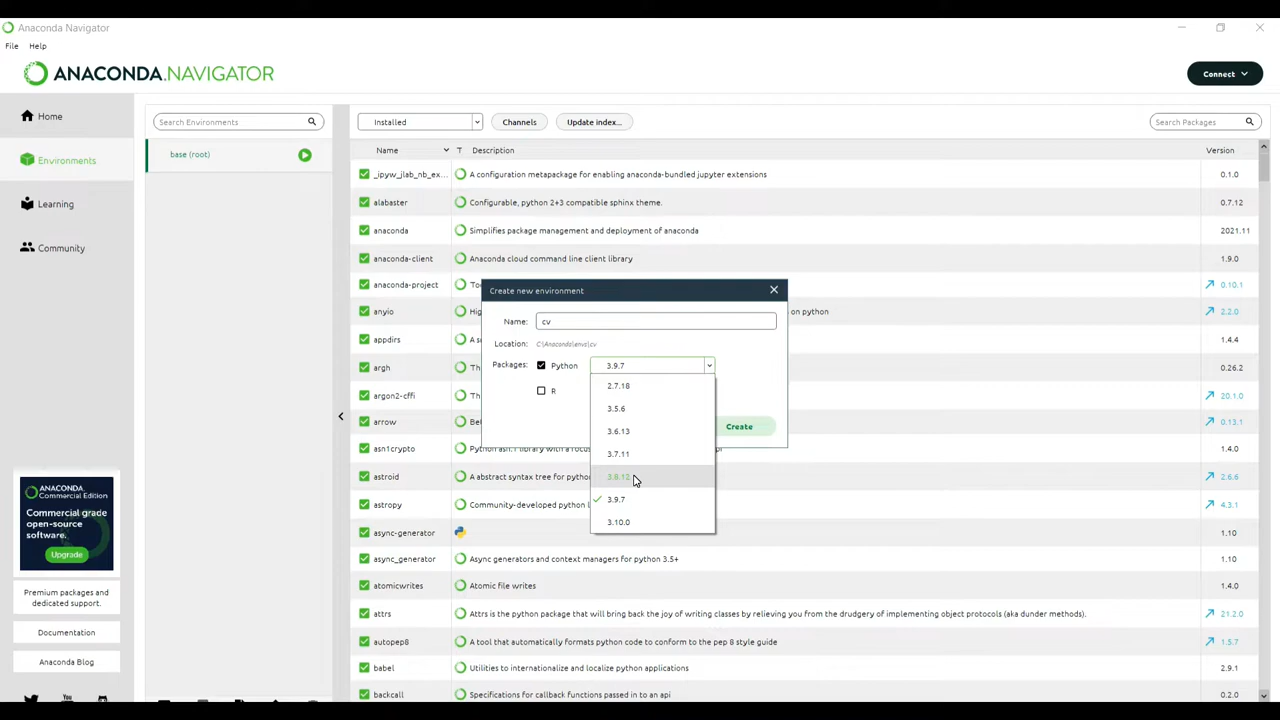 Anaconda Navigator
File Help
ANACONDA.NAVIGATOR
Connect
Home
Environments
Learning
Community
Search Environments
base (root)
Installed
Channels
Update index...
Search Packages
Name T Description Version
_ipyw_jlab_nb_ex... A configuration metapackage for enabling anaconda-bundled jupyter extensions 0.1.0
alabaster Configurable, python 2+3 compatible sphinx theme. 0.7.12
anaconda Simplifies package management and deployment of anaconda 2021.11
anaconda-client Anaconda cloud command line client library 1.9.0
anaconda-project 0.10.1
anyio on python 2.2.0
appdirs 1.4.4
argh 0.26.2
argon2-cffi 20.1.0
arrow 0.13.1
asn1crypto 1.4.0
astroid A abstract syntax tree for pytho 2.6.6
astropy Community-developed python l 4.3.1
async-generator 1.10
async_generator Async generators and context managers for python 3.5+ 1.10
atomicwrites Atomic file writes 1.4.0
attrs Attrs is the python package that will bring back the joy of writing classes by relieving you from the drudgery of implementing object protocols (aka dunder methods). 21.2.0
autopep8 A tool that automatically formats python code to conform to the pep 8 style guide 1.5.7
babel Utilities to internationalize and localize python applications 2.9.1
backcall Specifications for callback functions passed in to an api 0.2.0
Create new environment
Name: cv
Location: C:\Anaconda\envs\cv
Packages: Python 3.9.7
R
2.7.18
3.5.6
3.6.13
3.7.11
3.8.12
3.9.7
3.10.0
Create
ANACONDA
Commercial Edition
Commercial grade
open-source
software.
Upgrade
Premium packages and
dedicated support.
Documentation
Anaconda Blog